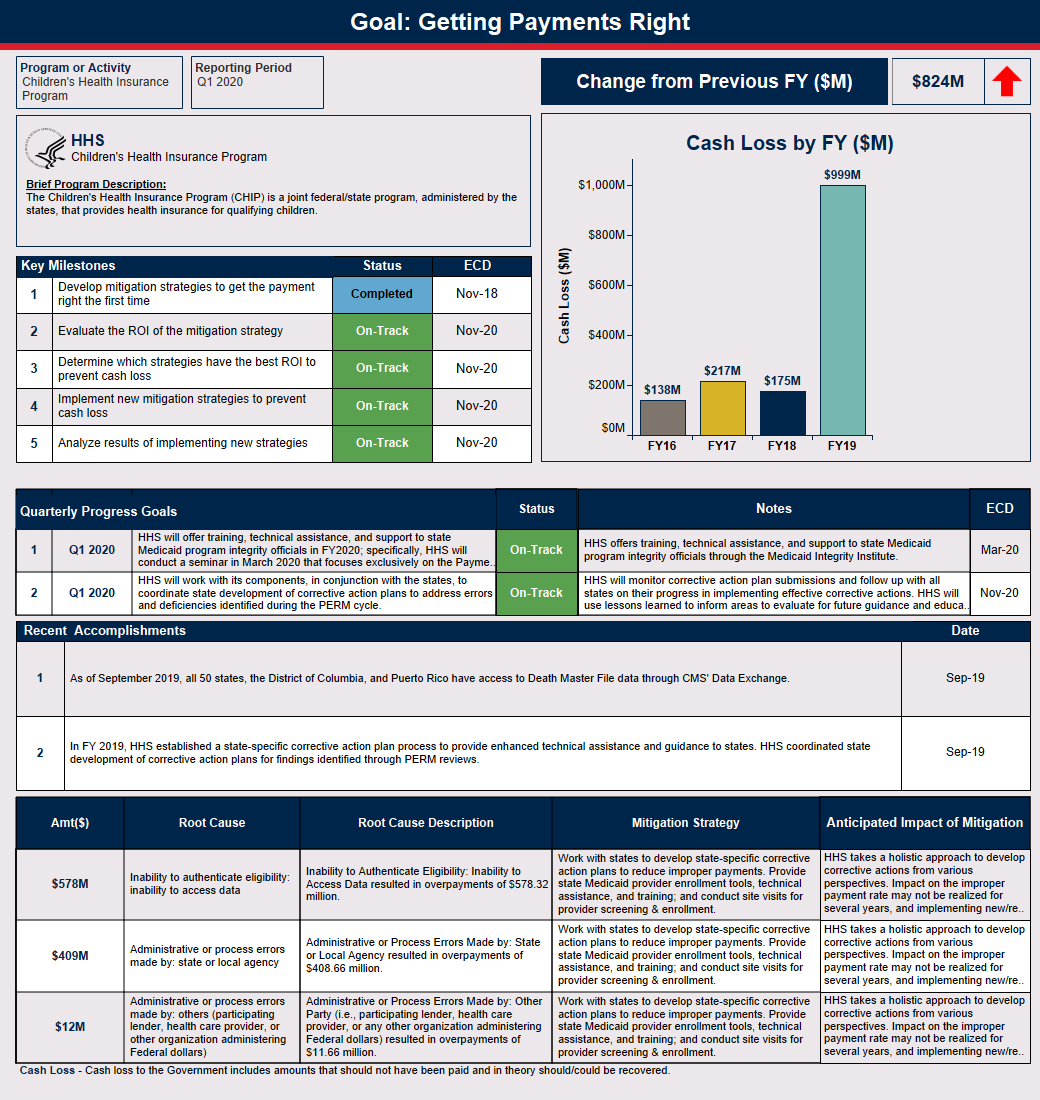 Goal: Getting Payments Right
Program or Activity
Children's Health Insurance
Program
Reporting Period
Q1 2020
Change from Previous FY ($M)
$824M
HHS
Children's Health Insurance Program
Brief Program Description:
The Children's Health Insurance Program (CHIP) is a joint federal/state program, administered by the
states, that provides health insurance for qualifying children.
Cash Loss by FY ($M)
Cash Loss ($M)
$1,000M
$800M
$600M
$400M
$200M
$0M
$138M
$217M
$175M
$999M
FY16
FY17
FY18
FY19
Key Milestones
Status
ECD
1
Develop mitigation strategies to get the payment
right the first time
Completed
Nov-18
2
Evaluate the ROI of the mitigation strategy
On-Track
Nov-20
3
Determine which strategies have the best ROI to
prevent cash loss
On-Track
Nov-20
4
Implement new mitigation strategies to prevent
cash loss
On-Track
Nov-20
5
Analyze results of implementing new strategies
On-Track
Nov-20
Quarterly Progress Goals
Status
Notes
ECD
1
Q1 2020
HHS will offer training, technical assistance, and support to state
Medicaid program integrity officials in FY2020; specifically, HHS will
conduct a seminar in March 2020 that focuses exclusively on the Payme..
On-Track
HHS offers training, technical assistance, and support to state Medicaid
program integrity officials through the Medicaid Integrity Institute.
Mar-20
2
Q1 2020
HHS will work with its components, in conjunction with the states, to
coordinate state development of corrective action plans to address errors
and deficiencies identified during the PERM cycle.
On-Track
HHS will monitor corrective action plan submissions and follow up with all
states on their progress in implementing effective corrective actions. HHS will
use lessons learned to inform areas to evaluate for future guidance and educa..
Nov-20
Recent Accomplishments
Date
1
As of September 2019, all 50 states, the District of Columbia, and Puerto Rico have access to Death Master File data through CMS' Data Exchange.
Sep-19
2
In FY 2019, HHS established a state-specific corrective action plan process to provide enhanced technical assistance and guidance to states. HHS coordinated state
development of corrective action plans for findings identified through PERM reviews.
Sep-19
Amt($)
Root Cause
Root Cause Description
Mitigation Strategy
Anticipated Impact of Mitigation
$578M
Inability to authenticate eligibility:
inability to access data
Inability to Authenticate Eligibility: Inability to
Access Data resulted in overpayments of $578.32
million.
Work with states to develop state-specific corrective
action plans to reduce improper payments. Provide
state Medicaid provider enrollment tools, technical
assistance, and training; and conduct site visits for
provider screening & enrollment.
HHS takes a holistic approach to develop
corrective actions from various
perspectives. Impact on the improper
payment rate may not be realized for
several years, and implementing new/re..
$409M
Administrative or process errors
made by: state or local agency
Administrative or Process Errors Made by: State
or Local Agency resulted in overpayments of
$408.66 million.
Work with states to develop state-specific corrective
action plans to reduce improper payments. Provide
state Medicaid provider enrollment tools, technical
assistance, and training; and conduct site visits for
provider screening & enrollment.
HHS takes a holistic approach to develop
corrective actions from various
perspectives. Impact on the improper
payment rate may not be realized for
several years, and implementing new/re..
$12M
Administrative or process errors
made by: others (participating
lender, health care provider, or
other organization administering
Federal dollars)
Administrative or Process Errors Made by: Other
Party (i.e., participating lender, health care
provider, or any other organization administering
Federal dollars) resulted in overpayments of
$11.66 million.
Work with states to develop state-specific corrective
action plans to reduce improper payments. Provide
state Medicaid provider enrollment tools, technical
assistance, and training; and conduct site visits for
provider screening & enrollment.
HHS takes a holistic approach to develop
corrective actions from various
perspectives. Impact on the improper
payment rate may not be realized for
several years, and implementing new/re..
Cash Loss - Cash loss to the Government includes amounts that should not have been paid and in theory should/could be recovered.